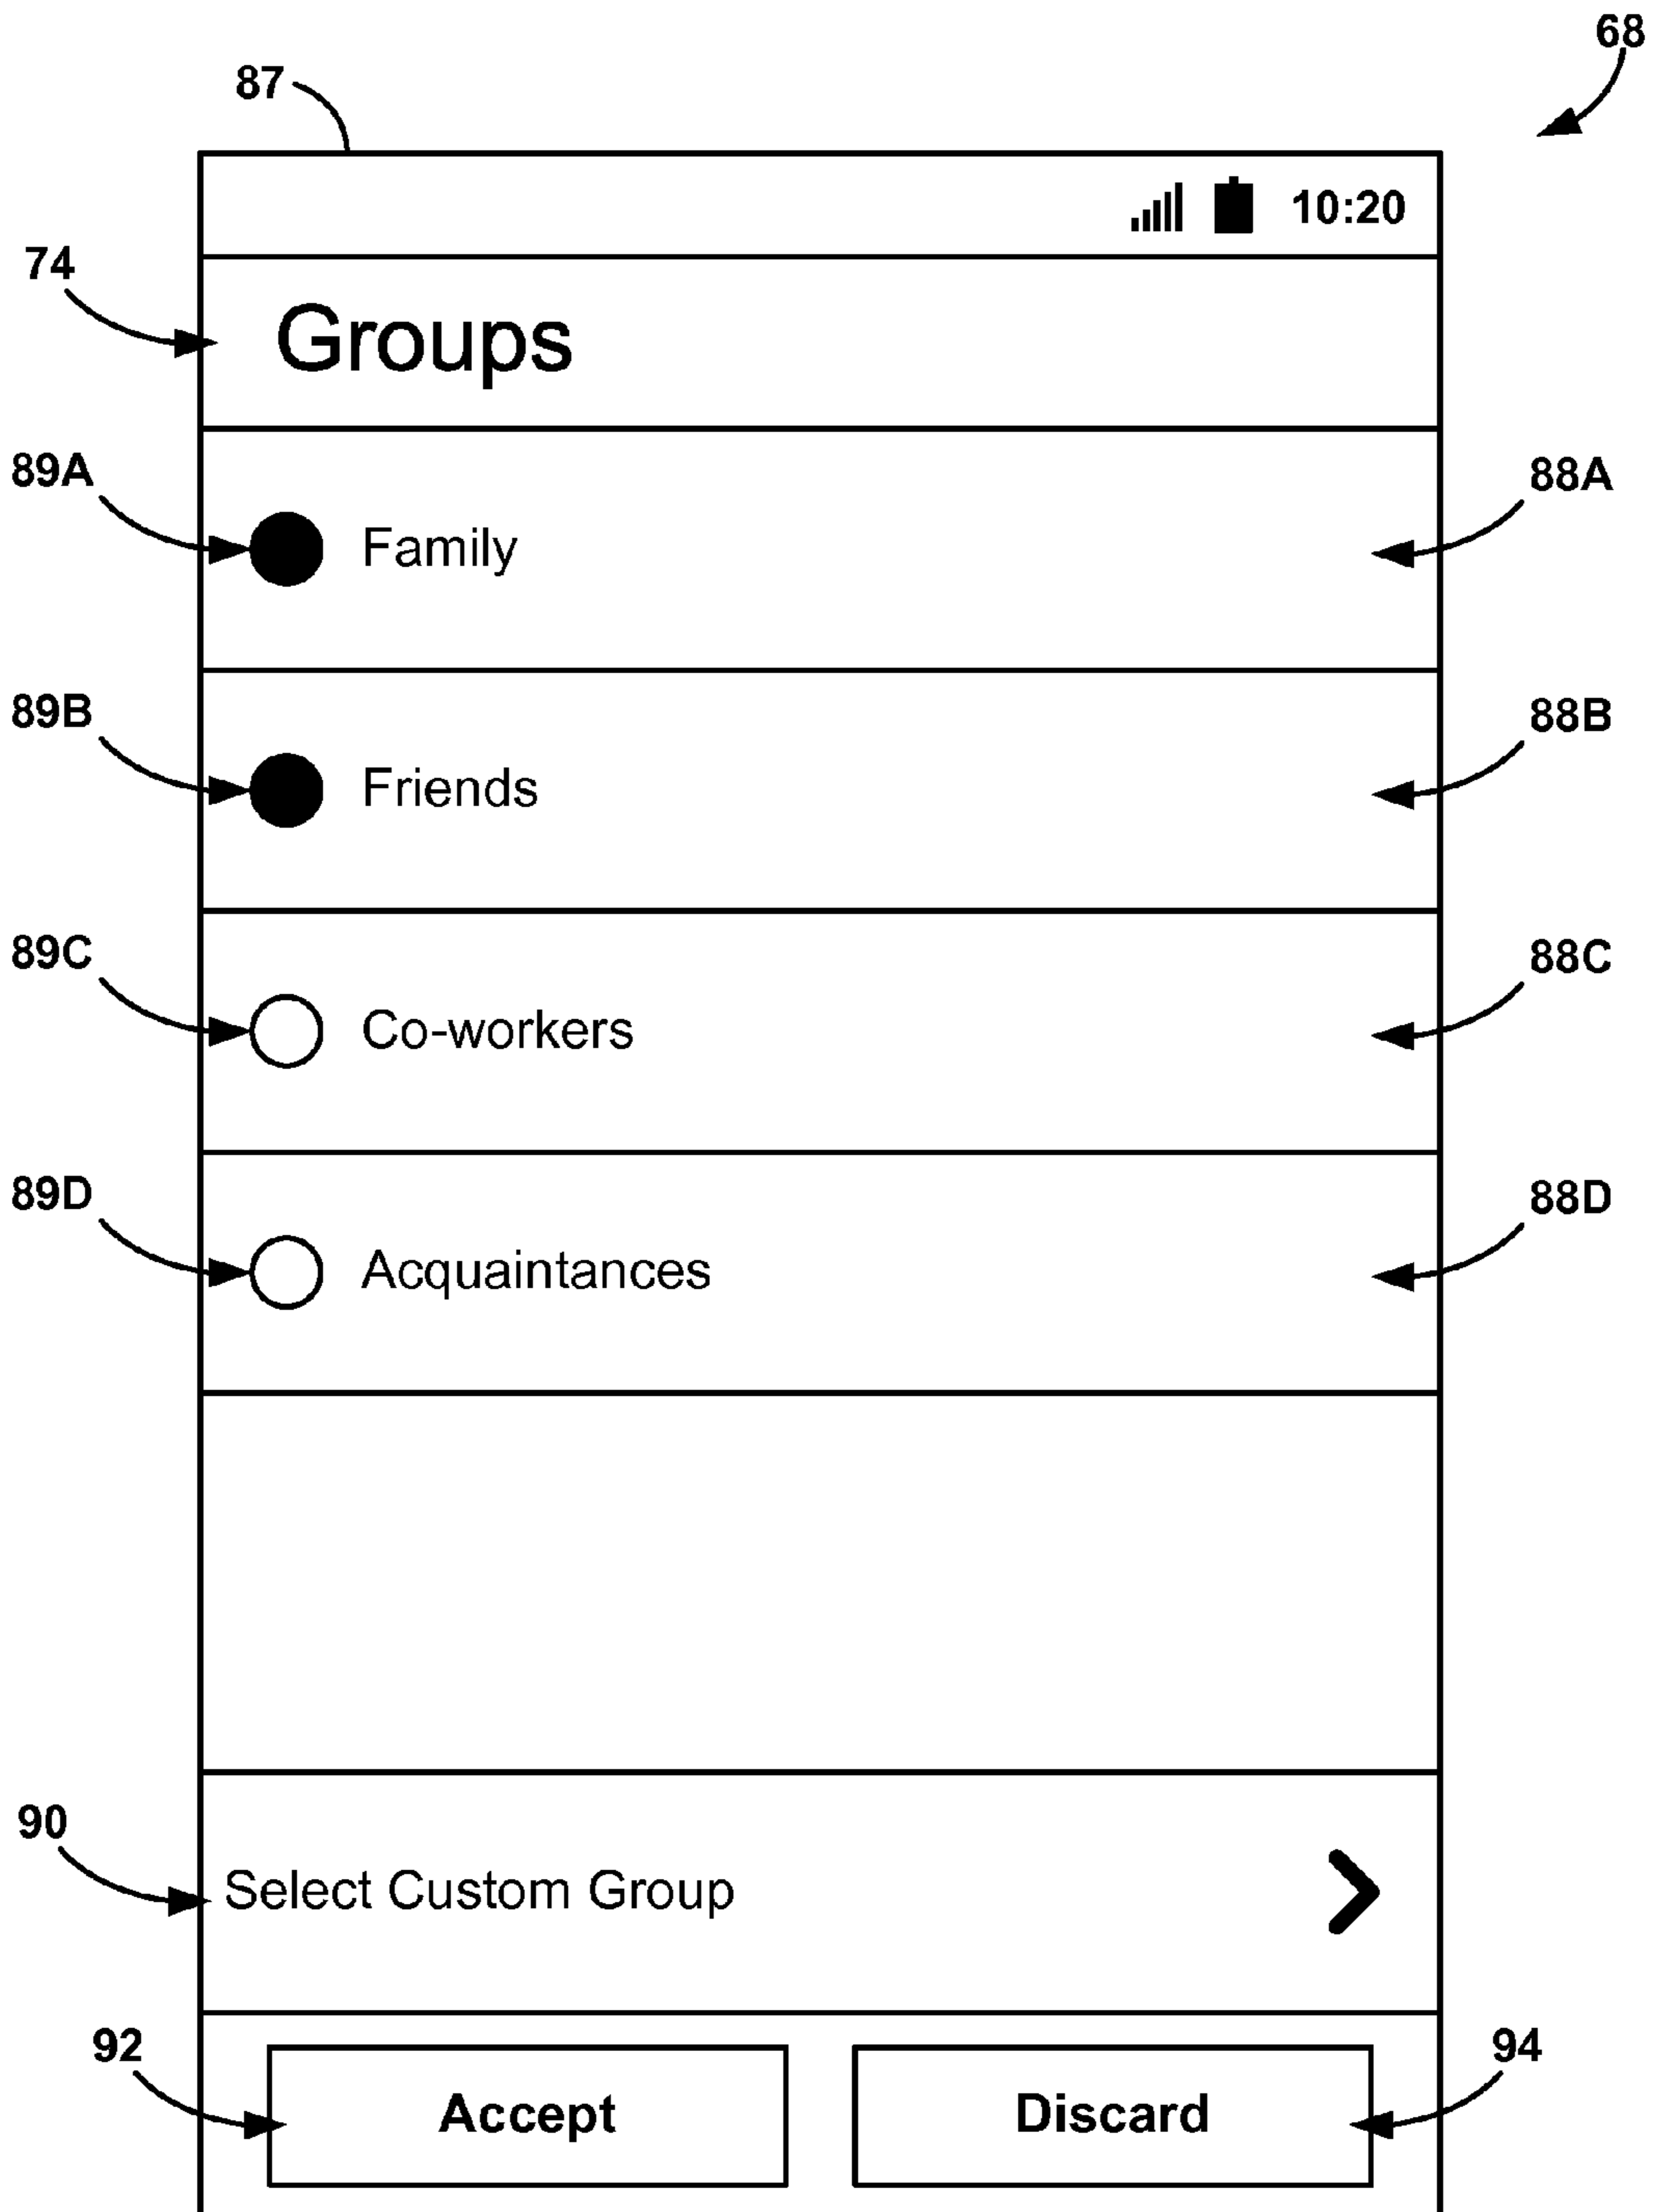 68
87
10:20
74
Groups
89A
88A
Family
89B
88B
Friends
89C
88C
Co-workers
89D
88D
Acquaintances
90
Select Custom Group
92
94
Accept
Discard